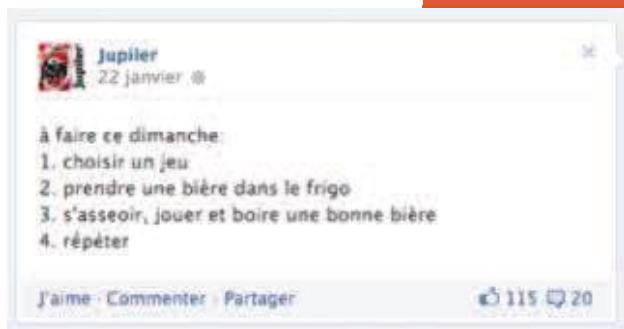 Jupiler
22 janvier
à faire ce dimanche:
1. choisir un jeu
2. prendre une bière dans le frigo
3. s'asseoir, jouer et boire une bonne bière
4. répéter
J'aime · Commenter · Partager 115 20